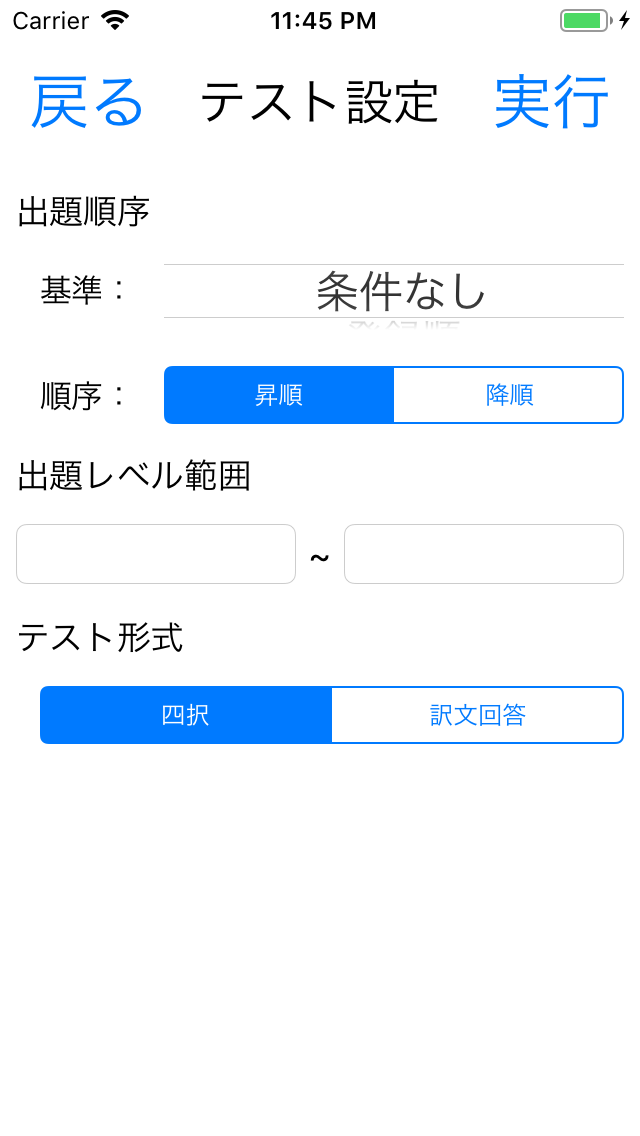 Carrier 11:45 PM
戻る テスト設定 実行
出題順序
基準： 条件なし
順序： 昇順 降順
出題レベル範囲
~
テスト形式
四択 訳文回答